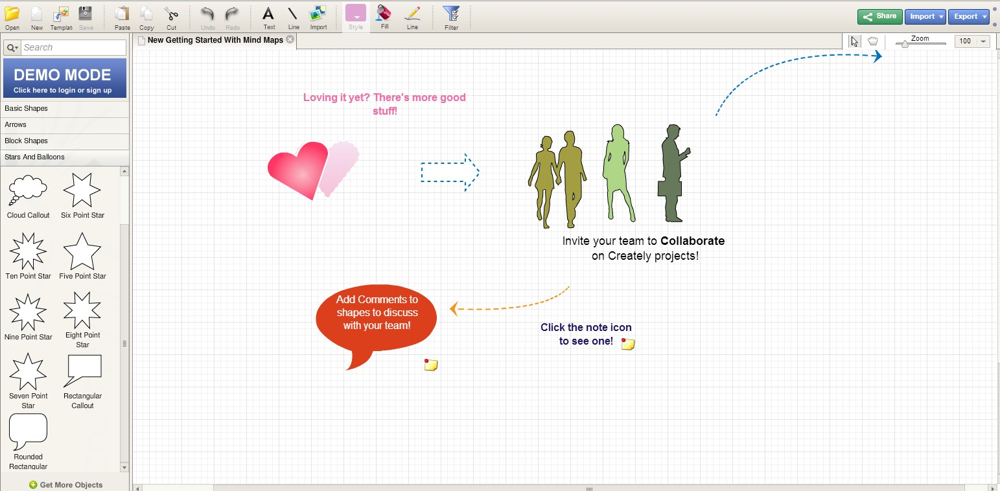 Open New Templat Save Paste Copy Cut Undo Redo Text Line Import Style Fill Line Filter
Share Import Export
New Getting Started With Mind Maps
Zoom 100
Search
DEMO MODE
Click here to login or sign up
Basic Shapes
Arrows
Block Shapes
Stars And Balloons
Cloud Callout Six Point Star
Ten Point Star Five Point Star
Nine Point Star Eight Point
Star
Seven Point Rectangular
Star Callout
Rounded
Rectangular
Get More Objects
Loving it yet? There's more good
stuff!
Invite your team to Collaborate
on Creately projects!
Add Comments to
shapes to discuss
with your team!
Click the note icon
to see one!